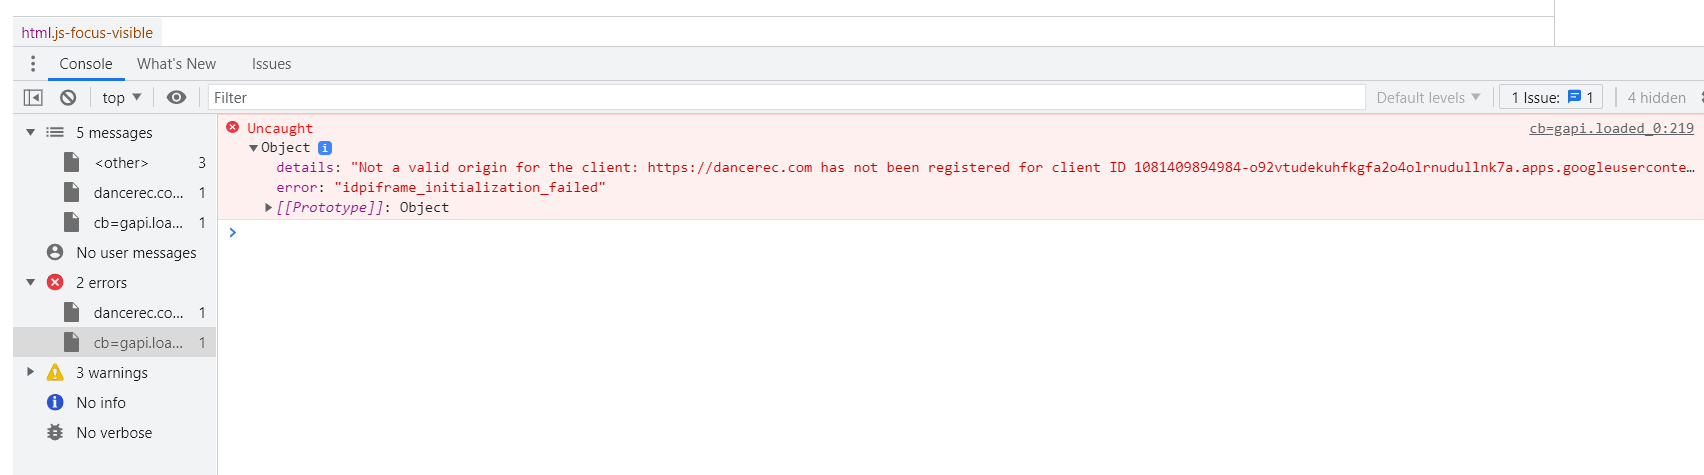 html.js-focus-visible
Console What's New Issues
top Filter Default levels 1 Issue: 1 4 hidden
5 messages
<other> 3
dancerec.co... 1
cb=gapi.loa... 1
No user messages
2 errors
dancerec.co... 1
cb=gapi.loa... 1
3 warnings
No info
No verbose
Uncaught cb=gapi.loaded_0:219
Object
details: "Not a valid origin for the client: https://dancerec.com has not been registered for client ID 1081409894984-o92vtudekuhfkgfa2o4olrnudullnk7a.apps.googleuserconte…
error: "idpiframe_initialization_failed"
[[Prototype]]: Object